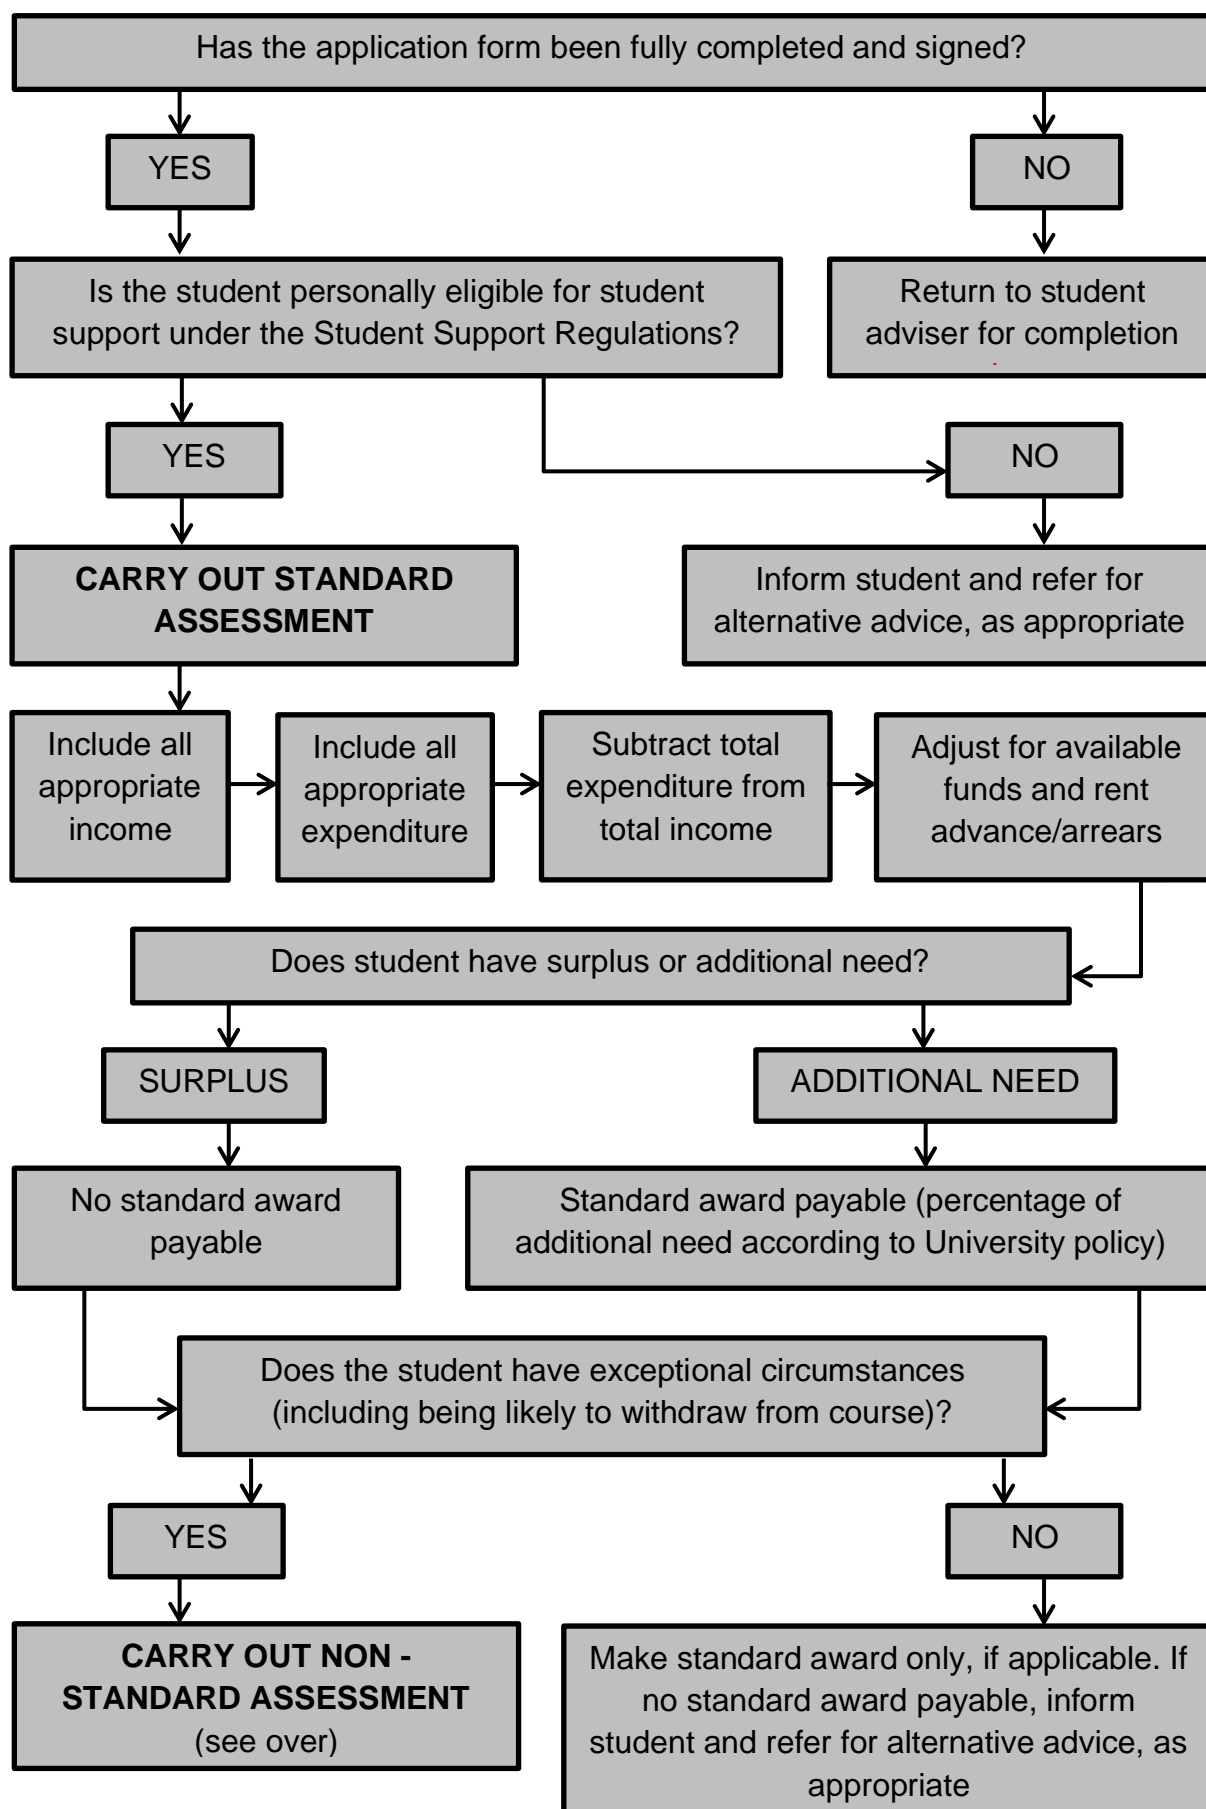 Has the application form been fully completed and signed?
YES
NO
Is the student personally eligible for student
support under the Student Support Regulations?
Return to student
adviser for completion
YES
NO
CARRY OUT STANDARD
ASSESSMENT
Inform student and refer for
alternative advice, as appropriate
Include all
appropriate
income
Include all
appropriate
expenditure
Subtract total
expenditure from
total income
Adjust for available
funds and rent
advance/arrears
Does student have surplus or additional need?
SURPLUS
ADDITIONAL NEED
No standard award
payable
Standard award payable (percentage of
additional need according to University policy)
Does the student have exceptional circumstances
(including being likely to withdraw from course)?
YES
NO
CARRY OUT NON -
STANDARD ASSESSMENT
(see over)
Make standard award only, if applicable. If
no standard award payable, inform
student and refer for alternative advice, as
appropriate